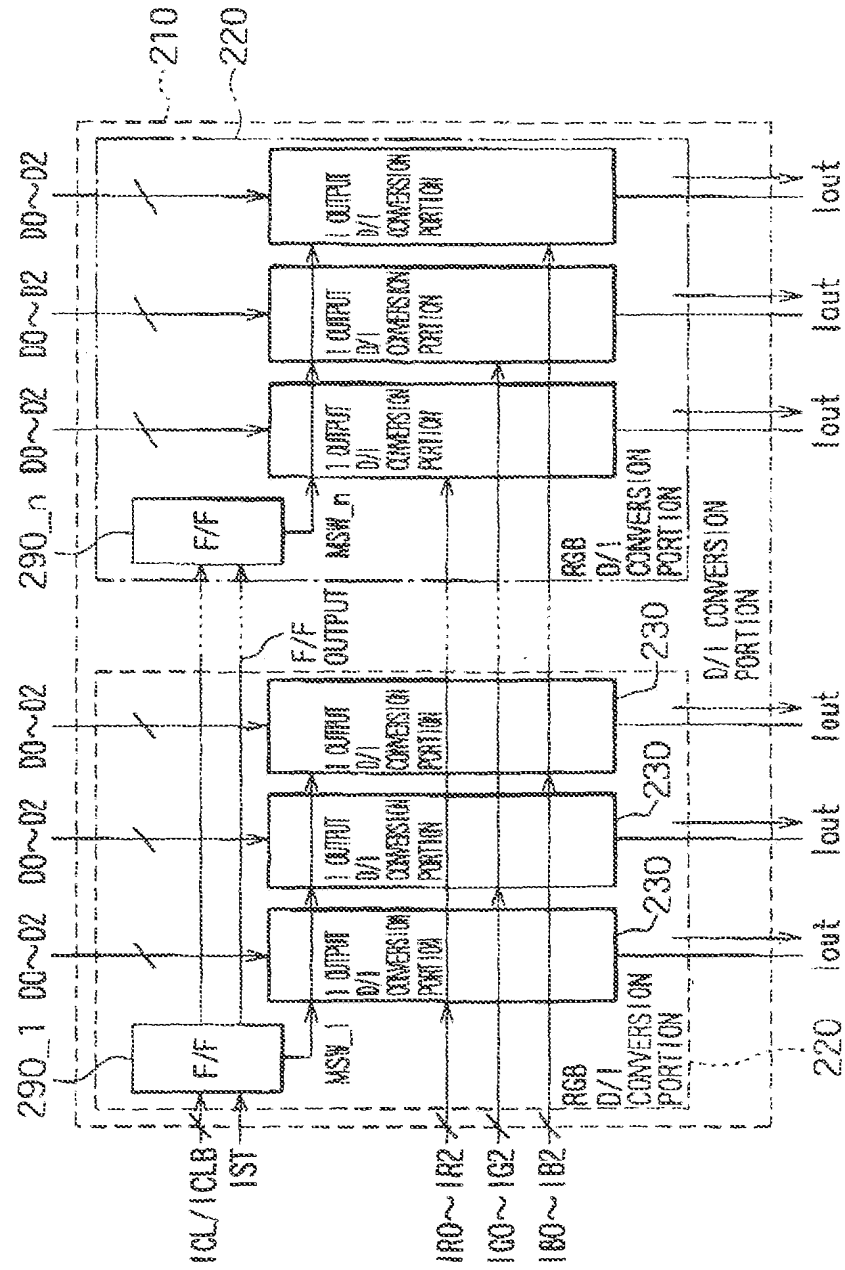 210
220
D0~D2
D0~D2
D0~D2
D0~D2
D0~D2
D0~D2
290_1
290_n
F/F
F/F
ICL/ICLB
IST
F/F
OUTPUT
MSW_1
MSW_n
1 OUTPUT
D/I
CONVERSION
PORTION
1 OUTPUT
D/I
CONVERSION
PORTION
1 OUTPUT
D/I
CONVERSION
PORTION
1 OUTPUT
D/I
CONVERSION
PORTION
1 OUTPUT
D/I
CONVERSION
PORTION
1 OUTPUT
D/I
CONVERSION
PORTION
IR0~IR2
IG0~IG2
IB0~IB2
RGB
D/I
CONVERSION
PORTION
230
230
230
RGB
D/I
CONVERSION
PORTION
D/I CONVERSION
PORTION
220
Iout
Iout
Iout
Iout
Iout
Iout